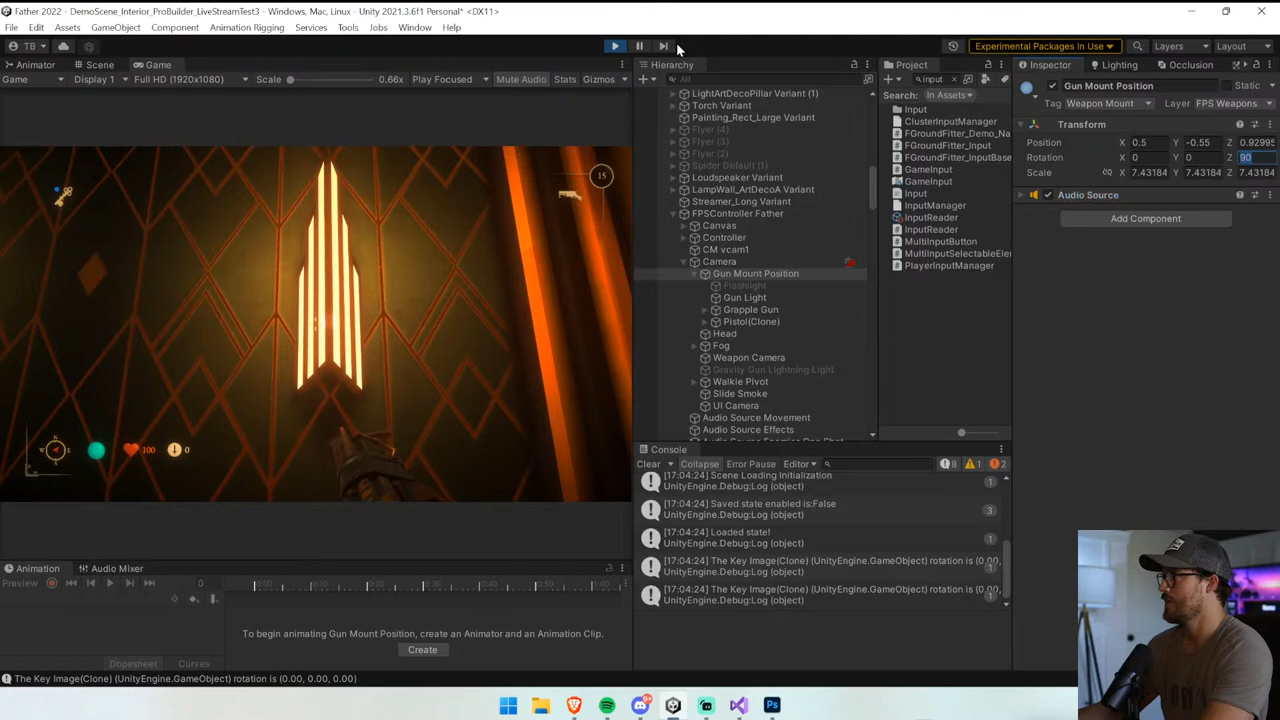 Father 2022 - DemoScene_Interior_ProBuilder_LiveStreamTest3 - Windows, Mac, Linux - Unity 2021.3.6f1 Personal* <DX11>
File Edit Assets GameObject Component Animation Rigging Services Tools Jobs Window Help
TB Experimental Packages In Use Layers Layout
Animator Scene Game
Game Display 1 Full HD (1920x1080) Scale 0.66x Play Focused Mute Audio Stats Gizmos
15
100 0
Hierarchy
All
LightArtDecoPillar Variant (1)
Torch Variant
Painting_Rect_Large Variant
Flyer (4)
Flyer (3)
Flyer (2)
Spider Default (1)
Loudspeaker Variant
LampWall_ArtDecoA Variant
Streamer_Long Variant
FPSController Father
Canvas
Controller
CM vcam1
Camera
Gun Mount Position
Flashlight
Gun Light
Grapple Gun
Pistol(Clone)
Head
Fog
Weapon Camera
Gravity Gun Lightning Light
Walkie Pivot
Slide Smoke
UI Camera
Audio Source Movement
Audio Source Effects
Project
input
Search: In Assets
Input
ClusterInputManager
FGroundFitter_Demo_Na
FGroundFitter_Input
FGroundFitter_InputBase
GameInput
GameInput
Input
InputManager
InputReader
InputReader
MultiInputButton
MultiInputSelectableEler
PlayerInputManager
Inspector Lighting Occlusion
Gun Mount Position Static
Tag Weapon Mount Layer FPS Weapons
Transform
Position X 0.5 Y -0.55 Z 0.92995
Rotation X 0 Y 0 Z 90
Scale X 7.43184 Y 7.43184 Z 7.43184
Audio Source
Add Component
Console
Clear Collapse Error Pause Editor 8 1 2
[17:04:24] Scene Loading Initialization
UnityEngine.Debug:Log (object)
1
[17:04:24] Saved state enabled is:False
UnityEngine.Debug:Log (object)
3
[17:04:24] Loaded state!
UnityEngine.Debug:Log (object)
1
[17:04:24] The Key Image(Clone) (UnityEngine.GameObject) rotation is (0.00,
UnityEngine.Debug:Log (object)
1
[17:04:24] The Key Image(Clone) (UnityEngine.GameObject) rotation is (0.00,
UnityEngine.Debug:Log (object)
1
Animation Audio Mixer
Preview 0 0:00 0:10 0:20 0:30 0:40 0:50 1:00
To begin animating Gun Mount Position, create an Animator and an Animation Clip.
Create
Dopesheet Curves
The Key Image(Clone) (UnityEngine.GameObject) rotation is (0.00, 0.00, 0.00)